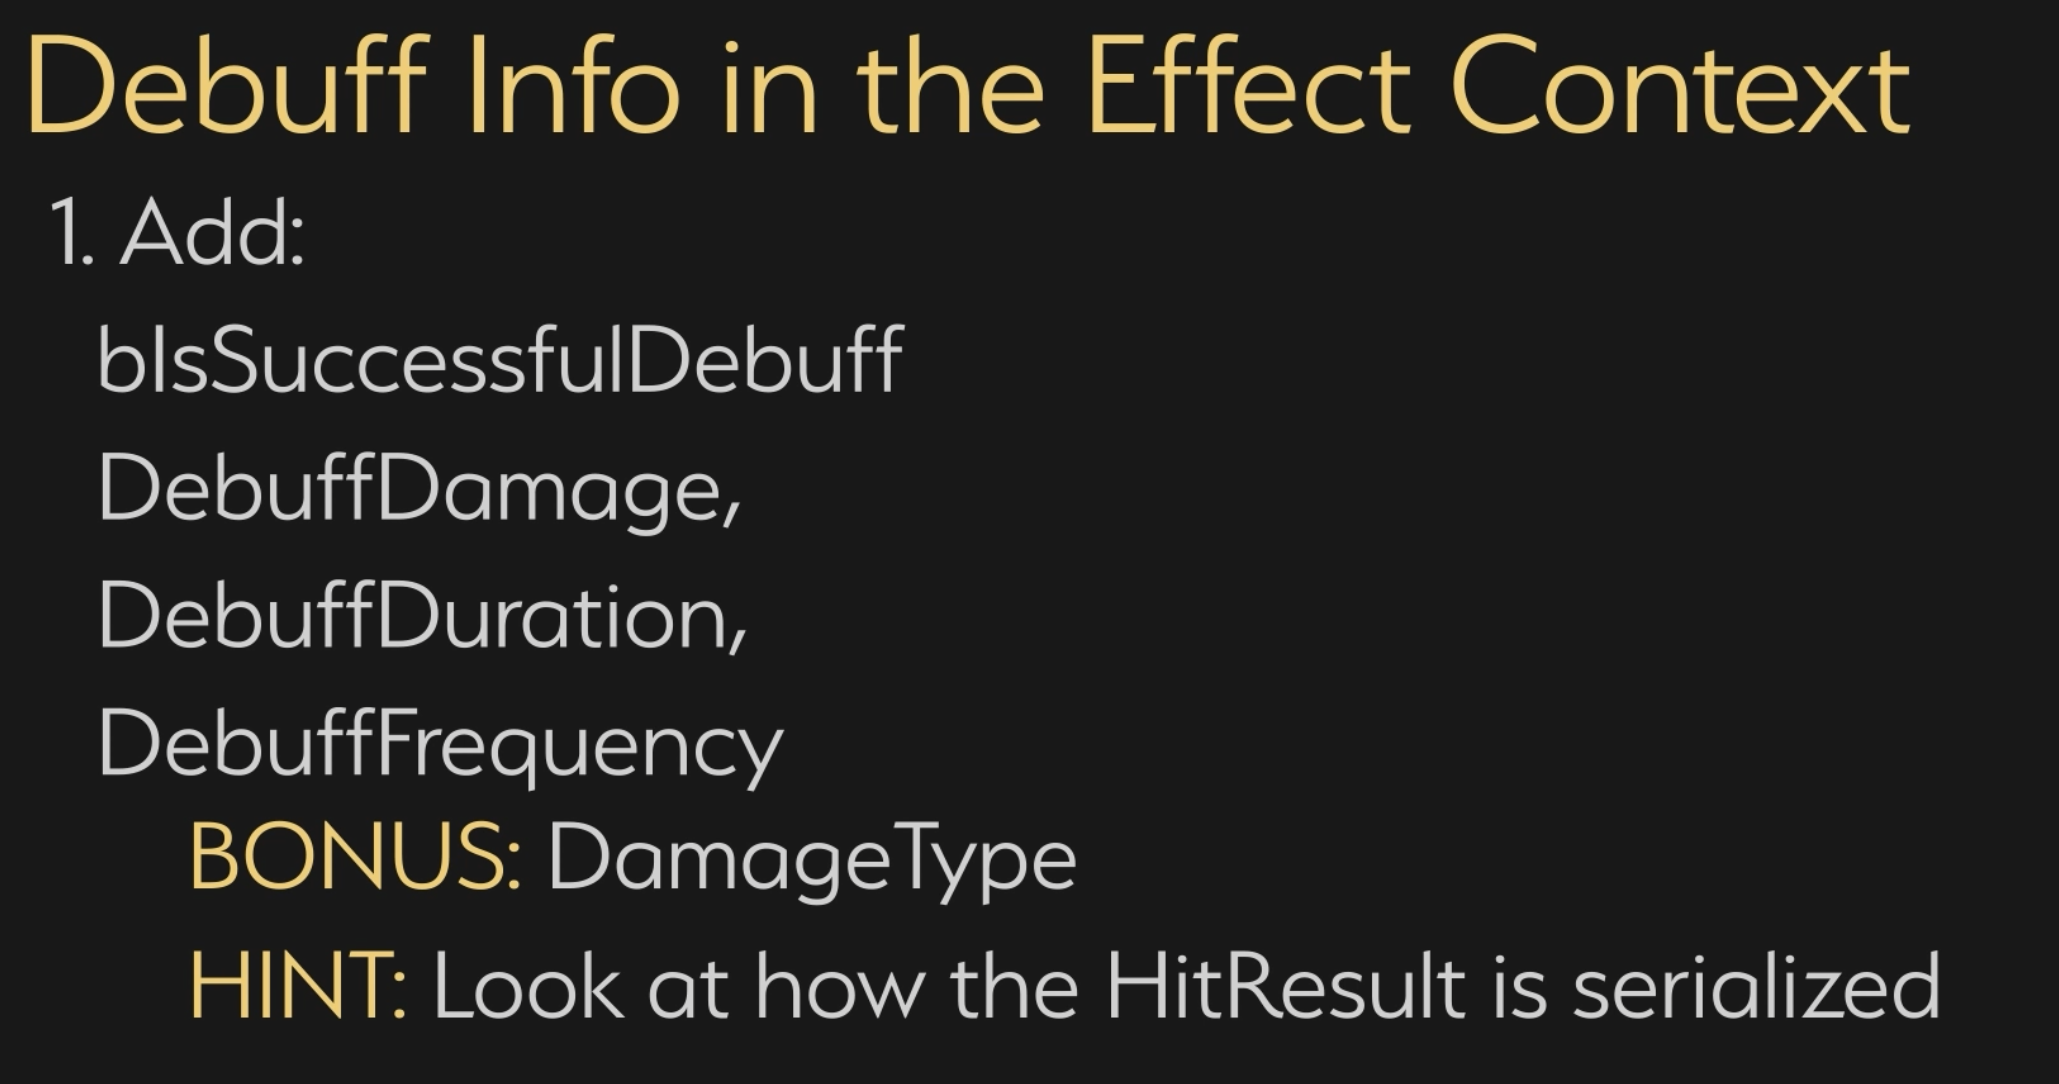 Debuff Info in the Effect Context
1. Add:
bIsSuccessfulDebuff
DebuffDamage,
DebuffDuration,
DebuffFrequency
BONUS: DamageType
HINT: Look at how the HitResult is serialized